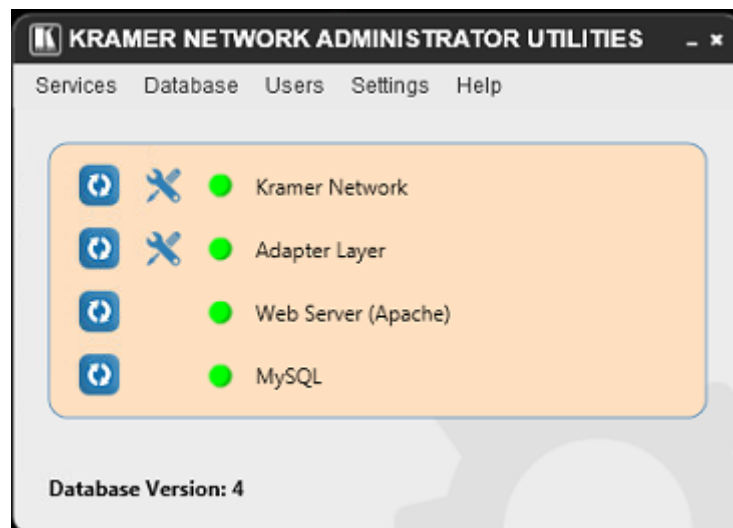 KRAMER NETWORK ADMINISTRATOR UTILITIES
Services Database Users Settings Help
Kramer Network
Adapter Layer
Web Server (Apache)
MySQL
Database Version: 4